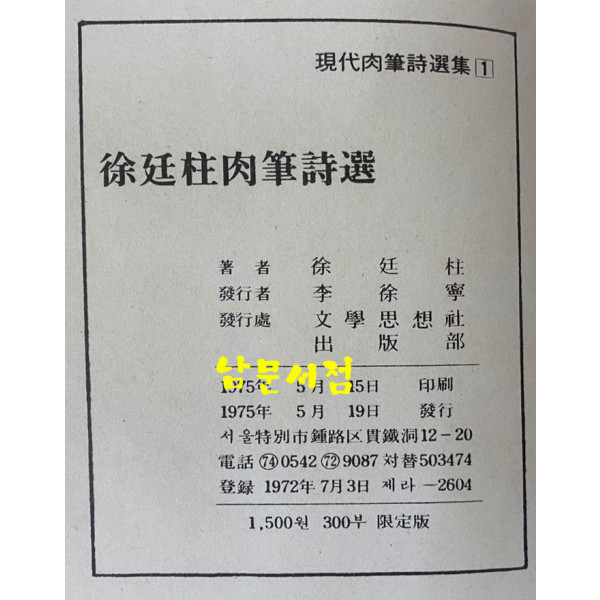 現代肉筆詩選集 1
徐廷柱肉筆詩選
著者 徐廷柱
發行者 李徐寧
發行處 文學思想社
出版部
남문서점
1975年 5月 15日 印刷
1975年 5月 19日 發行
서울特別市鍾路区貫鐵洞12-20
電話 74 0542 72 9087 対替503474
登録 1972年7月3日 제라-2604
1,500원 300부 限定版